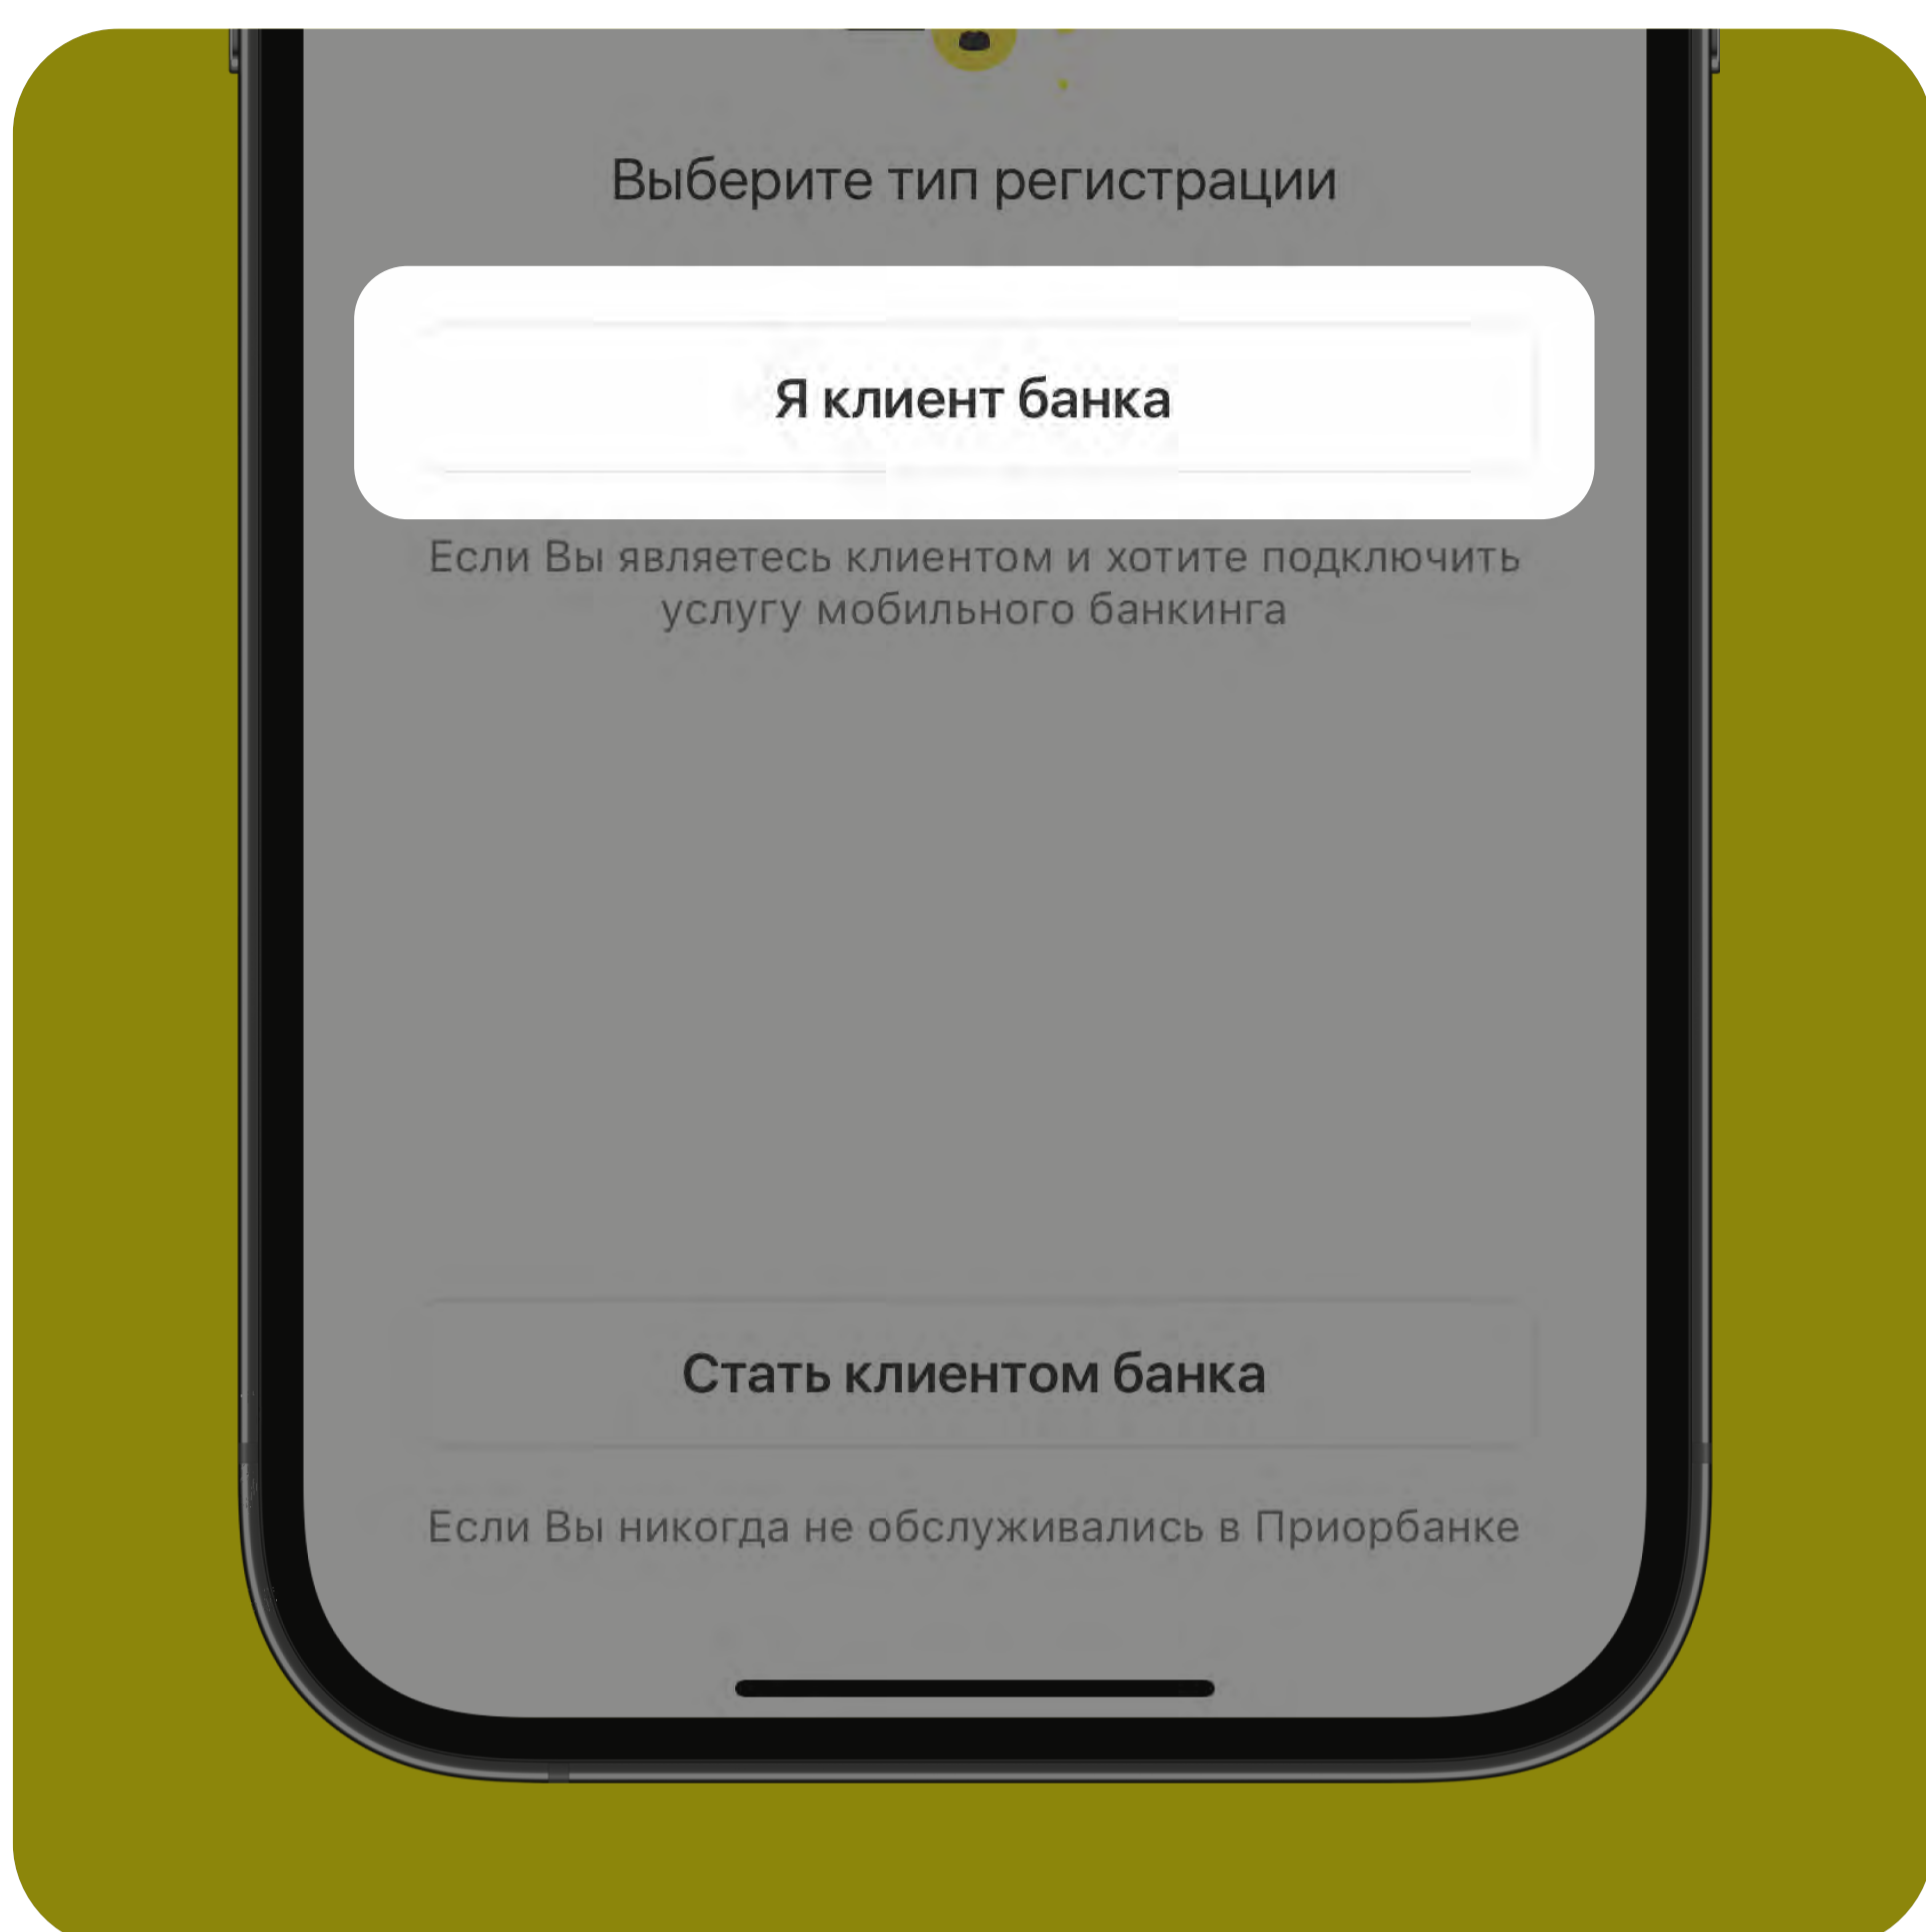 Выберите тип регистрации
Я клиент банка
Если Вы являетесь клиентом и хотите подключить
услугу мобильного банкинга
Стать клиентом банка
Если Вы никогда не обслуживались в Приорбанке